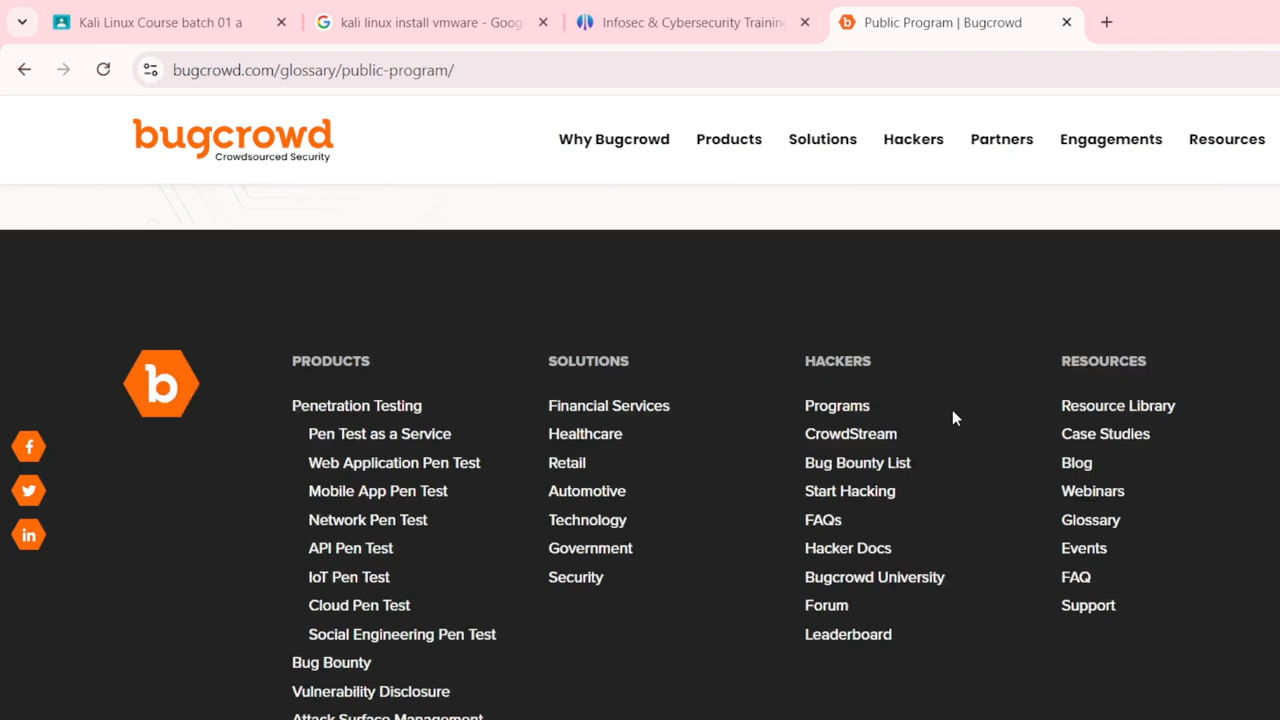 Kali Linux Course batch 01 a
kali linux install vmware - Goog
Infosec & Cybersecurity Training
Public Program | Bugcrowd
bugcrowd.com/glossary/public-program/
bugcrowd
Crowdsourced Security
Why Bugcrowd
Products
Solutions
Hackers
Partners
Engagements
Resources
b
f
in
PRODUCTS
Penetration Testing
Pen Test as a Service
Web Application Pen Test
Mobile App Pen Test
Network Pen Test
API Pen Test
IoT Pen Test
Cloud Pen Test
Social Engineering Pen Test
Bug Bounty
Vulnerability Disclosure
Attack Surface Management
SOLUTIONS
Financial Services
Healthcare
Retail
Automotive
Technology
Government
Security
HACKERS
Programs
CrowdStream
Bug Bounty List
Start Hacking
FAQs
Hacker Docs
Bugcrowd University
Forum
Leaderboard
RESOURCES
Resource Library
Case Studies
Blog
Webinars
Glossary
Events
FAQ
Support